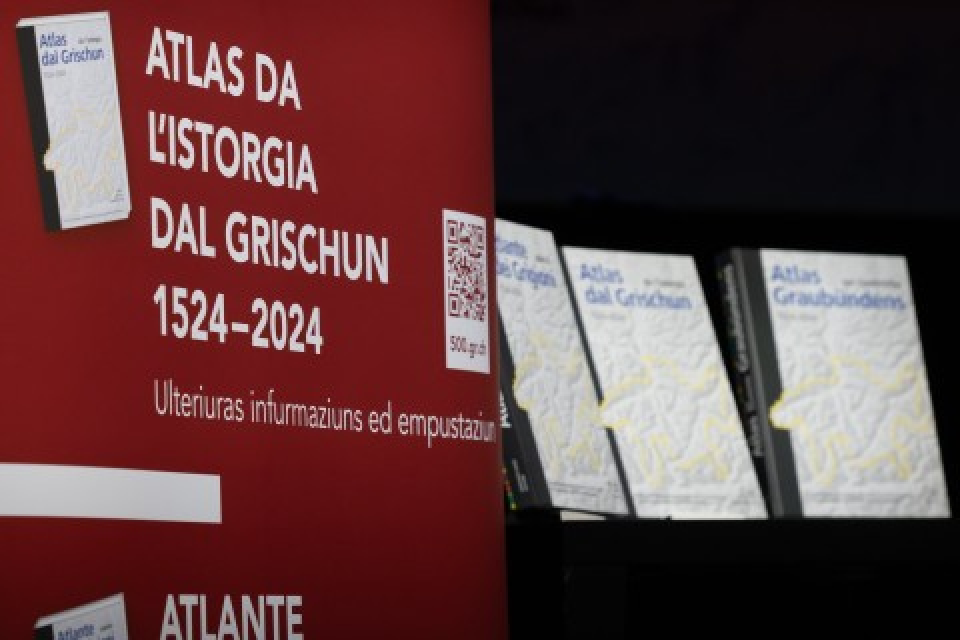 Atlas
dal Grischun
ATLAS DA
L'ISTORGIA
DAL GRISCHUN
1524–2024
500.gr.ch
Ulteriuras infurmaziuns ed empustaziun
ATLANTE
Atlante
Atlas
dal Grischun
Atlas
Graubündens